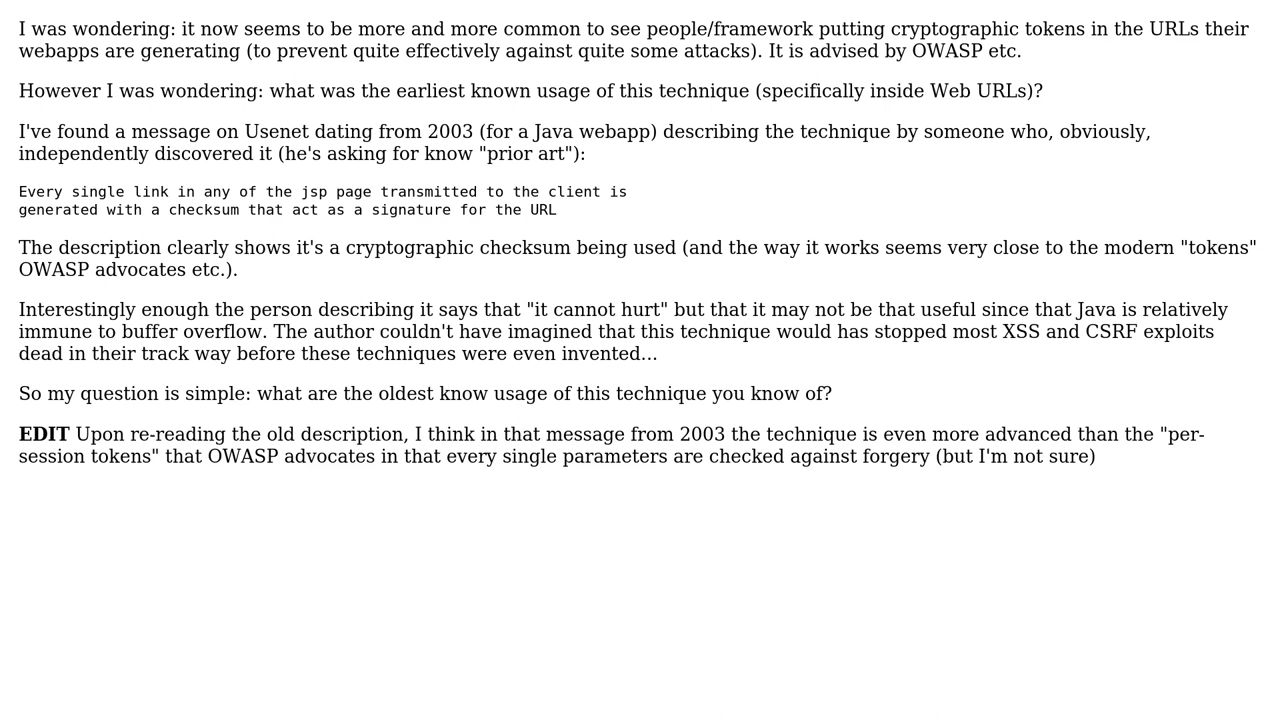 I was wondering: it now seems to be more and more common to see people/framework putting cryptographic tokens in the URLs their
webapps are generating (to prevent quite effectively against quite some attacks). It is advised by OWASP etc.
However I was wondering: what was the earliest known usage of this technique (specifically inside Web URLs)?
I've found a message on Usenet dating from 2003 (for a Java webapp) describing the technique by someone who, obviously,
independently discovered it (he's asking for know "prior art"):
Every single link in any of the jsp page transmitted to the client is
generated with a checksum that act as a signature for the URL
The description clearly shows it's a cryptographic checksum being used (and the way it works seems very close to the modern "tokens"
OWASP advocates etc.).
Interestingly enough the person describing it says that "it cannot hurt" but that it may not be that useful since that Java is relatively
immune to buffer overflow. The author couldn't have imagined that this technique would has stopped most XSS and CSRF exploits
dead in their track way before these techniques were even invented...
So my question is simple: what are the oldest know usage of this technique you know of?
EDIT Upon re-reading the old description, I think in that message from 2003 the technique is even more advanced than the "per-
session tokens" that OWASP advocates in that every single parameters are checked against forgery (but I'm not sure)